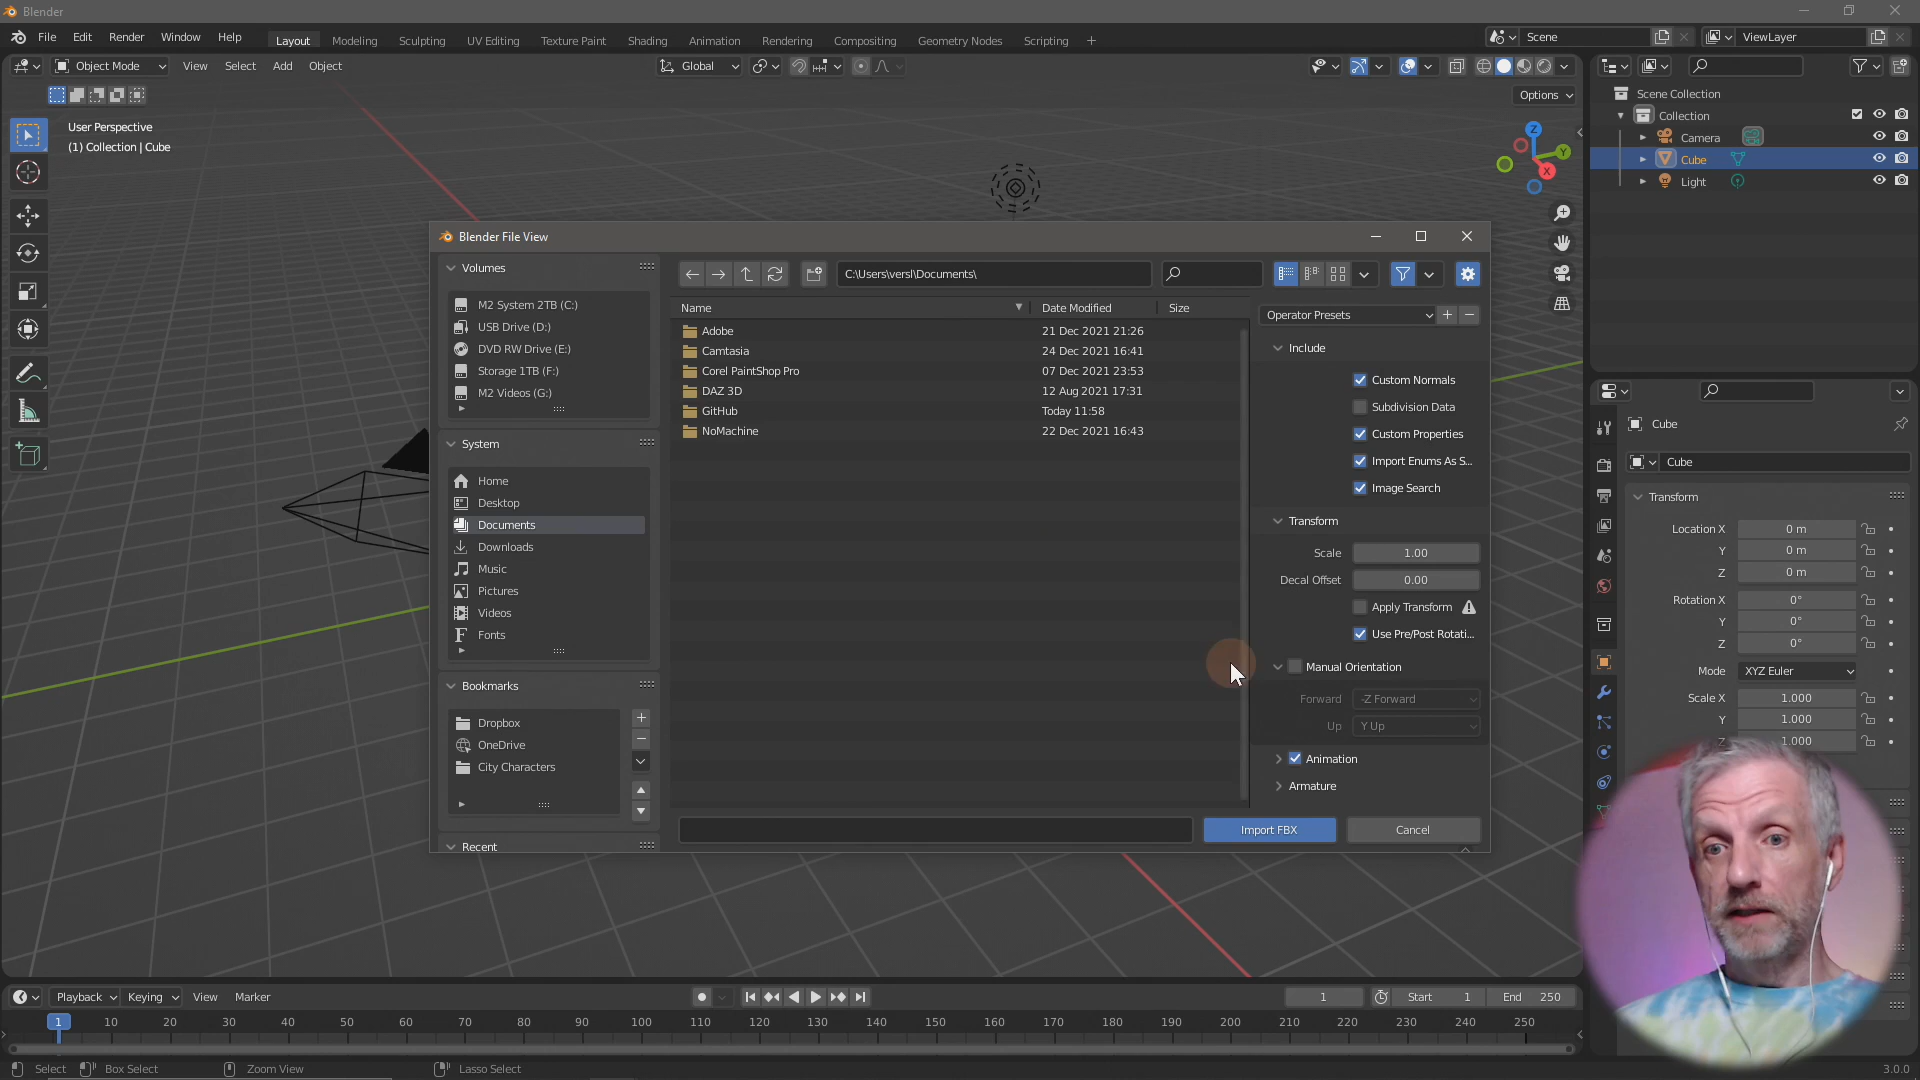 Blender
File Edit Render Window Help Layout Modeling Sculpting UV Editing Texture Paint Shading Animation Rendering Compositing Geometry Nodes Scripting + Scene ViewLayer
Object Mode View Select Add Object Global
Options
User Perspective
(1) Collection | Cube
Z
Y
X
Scene Collection
Collection
Camera
Cube
Light
Blender File View
Volumes
M2 System 2TB (C:)
USB Drive (D:)
DVD RW Drive (E:)
Storage 1TB (F:)
M2 Videos (G:)
System
Home
Desktop
Documents
Downloads
Music
Pictures
Videos
Fonts
Bookmarks
Dropbox
OneDrive
City Characters
Recent
C:\Users\versl\Documents\
Name Date Modified Size
Adobe 21 Dec 2021 21:26
Camtasia 24 Dec 2021 16:41
Corel PaintShop Pro 07 Dec 2021 23:53
DAZ 3D 12 Aug 2021 17:31
GitHub Today 11:58
NoMachine 22 Dec 2021 16:43
Operator Presets
Include
Custom Normals
Subdivision Data
Custom Properties
Import Enums As S...
Image Search
Transform
Scale 1.00
Decal Offset 0.00
Apply Transform
Use Pre/Post Rotati...
Manual Orientation
Forward -Z Forward
Up Y Up
Animation
Armature
Import FBX Cancel
Cube
Cube
Transform
Location X 0 m
Y 0 m
Z 0 m
Rotation X 0°
Y 0°
Z 0°
Mode XYZ Euler
Scale X 1.000
Y 1.000
Z 1.000
Playback Keying View Marker 1 Start 1 End 250
1 10 20 30 40 50 60 70 80 90 100 110 120 130 140 150 160 170 180 190 200 210 220 230 240 250
Select Box Select Zoom View Lasso Select 3.0.0